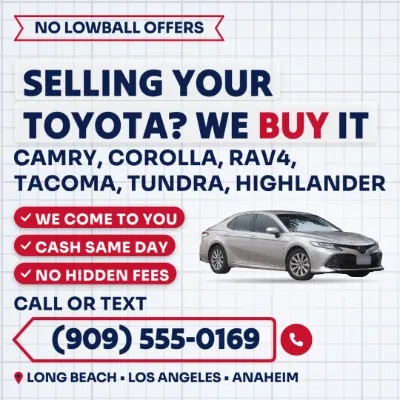 NO LOWBALL OFFERS
SELLING YOUR
TOYOTA? WE BUY IT
CAMRY, COROLLA, RAV4,
TACOMA, TUNDRA, HIGHLANDER
WE COME TO YOU
CASH SAME DAY
NO HIDDEN FEES
CALL OR TEXT
(909) 555-0169
LONG BEACH • LOS ANGELES • ANAHEIM